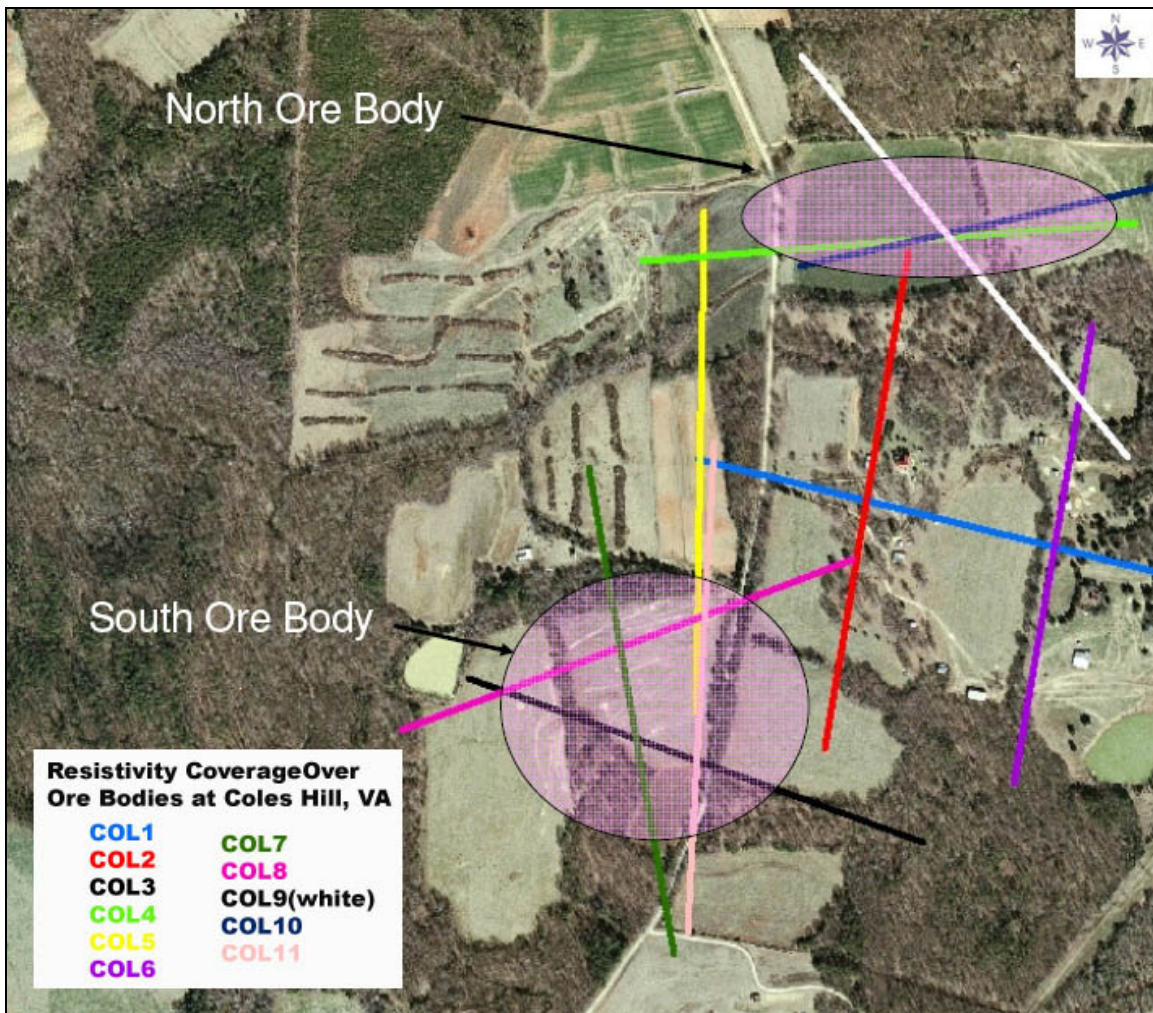 N
W E
S
North Ore Body
South Ore Body
Resistivity CoverageOver
Ore Bodies at Coles Hill, VA
COL1
COL2
COL3
COL4
COL5
COL6
COL7
COL8
COL9(white)
COL10
COL11